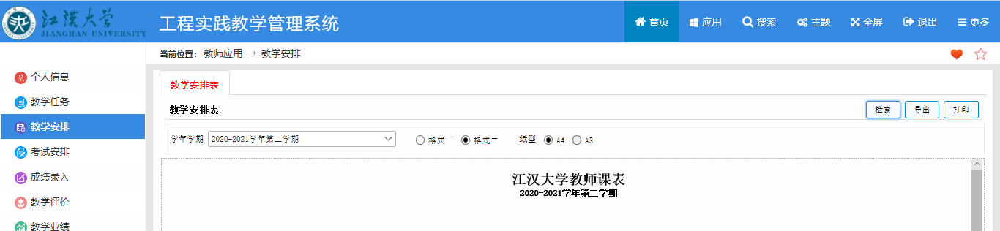 江漢大学
JIANGHAN UNIVERSITY
工程实践教学管理系统
首页 应用 搜索 主题 全屏 退出 更多
当前位置： 教师应用 → 教学安排
个人信息
教学任务
教学安排
考试安排
成绩录入
教学评价
教学业绩
教学安排表
教学安排表
检索 导出 打印
学年学期 2020-2021学年第二学期 格式一 格式二 纸型 A4 A3
江汉大学教师课表
2020-2021学年第二学期